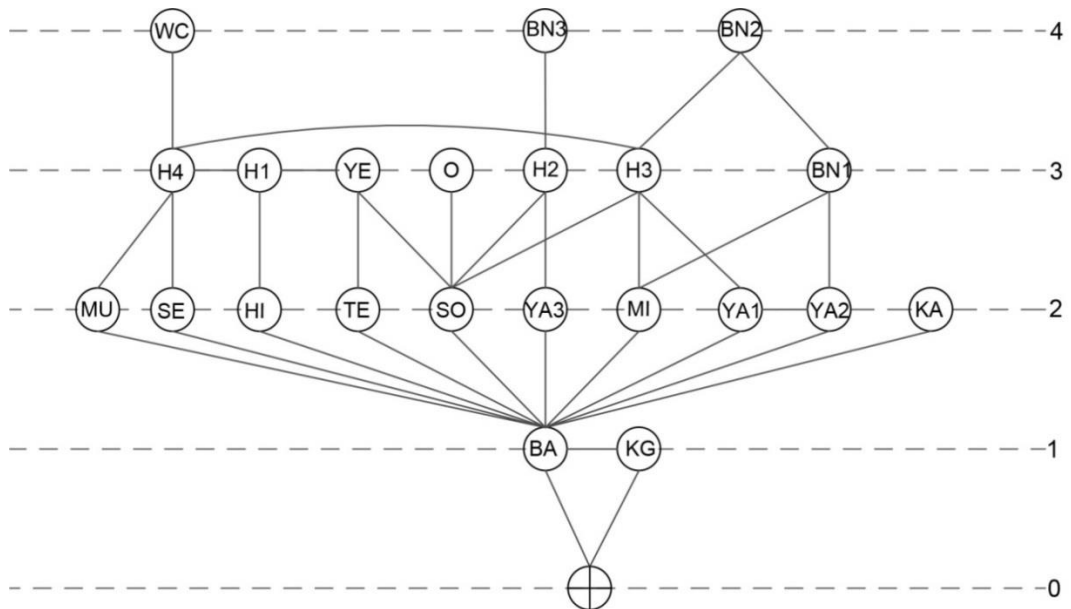 WC BN3 BN2 4
H4 H1 YE O H2 H3 BN1 3
MU SE HI TE SO YA3 MI YA1 YA2 KA 2
BA KG 1
0